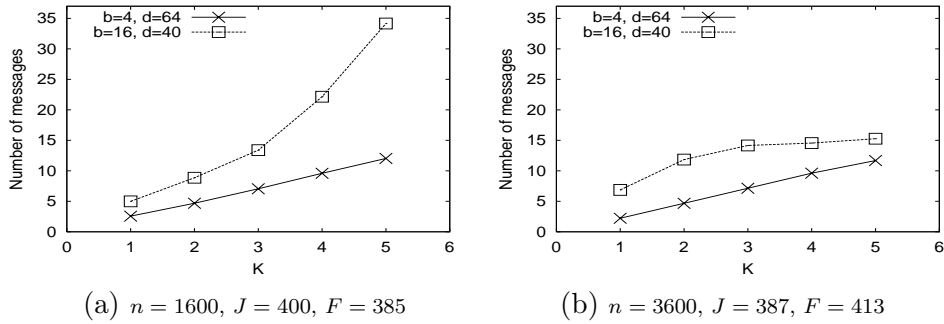 b=4, d=64
b=16, d=40
35
30
25
20
15
10
5
0
Number of messages
0 1 2 3 4 5 6
K
(a) n = 1600, J = 400, F = 385
b=4, d=64
b=16, d=40
35
30
25
20
15
10
5
0
Number of messages
0 1 2 3 4 5 6
K
(b) n = 3600, J = 387, F = 413